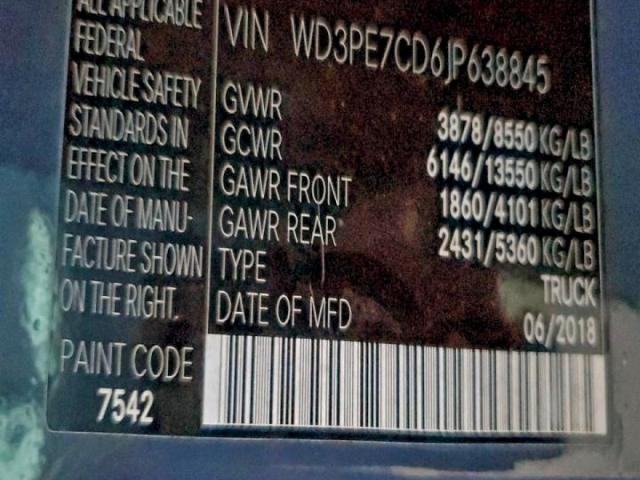 ALL APPLICABLE
FEDERAL
VEHICLE SAFETY
STANDARDS IN
EFFECT ON THE
DATE OF MANU-
FACTURE SHOWN
ON THE RIGHT.
PAINT CODE
7542
VIN WD3PE7CD6JP638845
GVWR 3878/8550 KG/LB
GCWR 6146/13550 KG/LB
GAWR FRONT 1860/4101 KG/LB
GAWR REAR 2431/5360 KG/LB
TYPE TRUCK
DATE OF MFD 06/2018